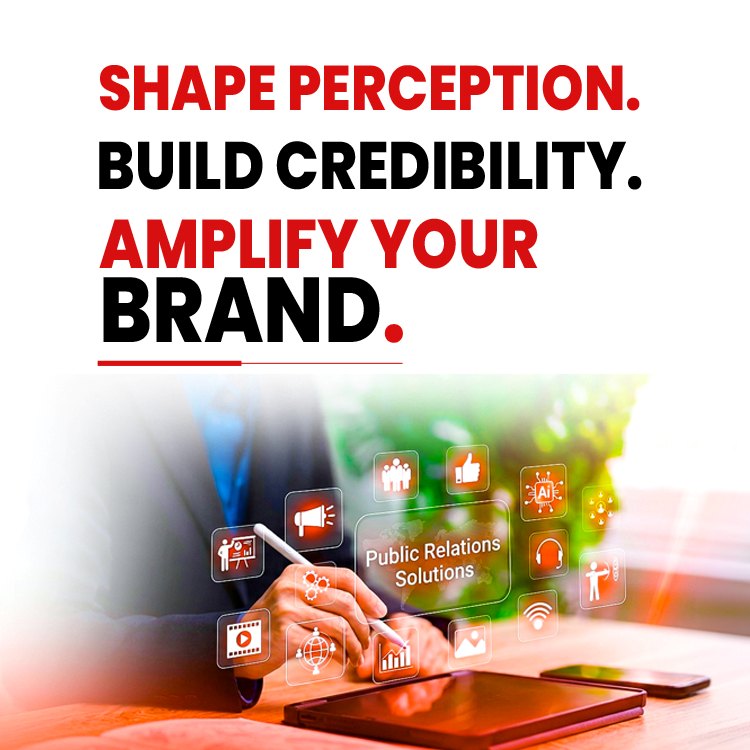 SHAPE PERCEPTION.
BUILD CREDIBILITY.
AMPLIFY YOUR
BRAND.
Ai
Public Relations
Solutions